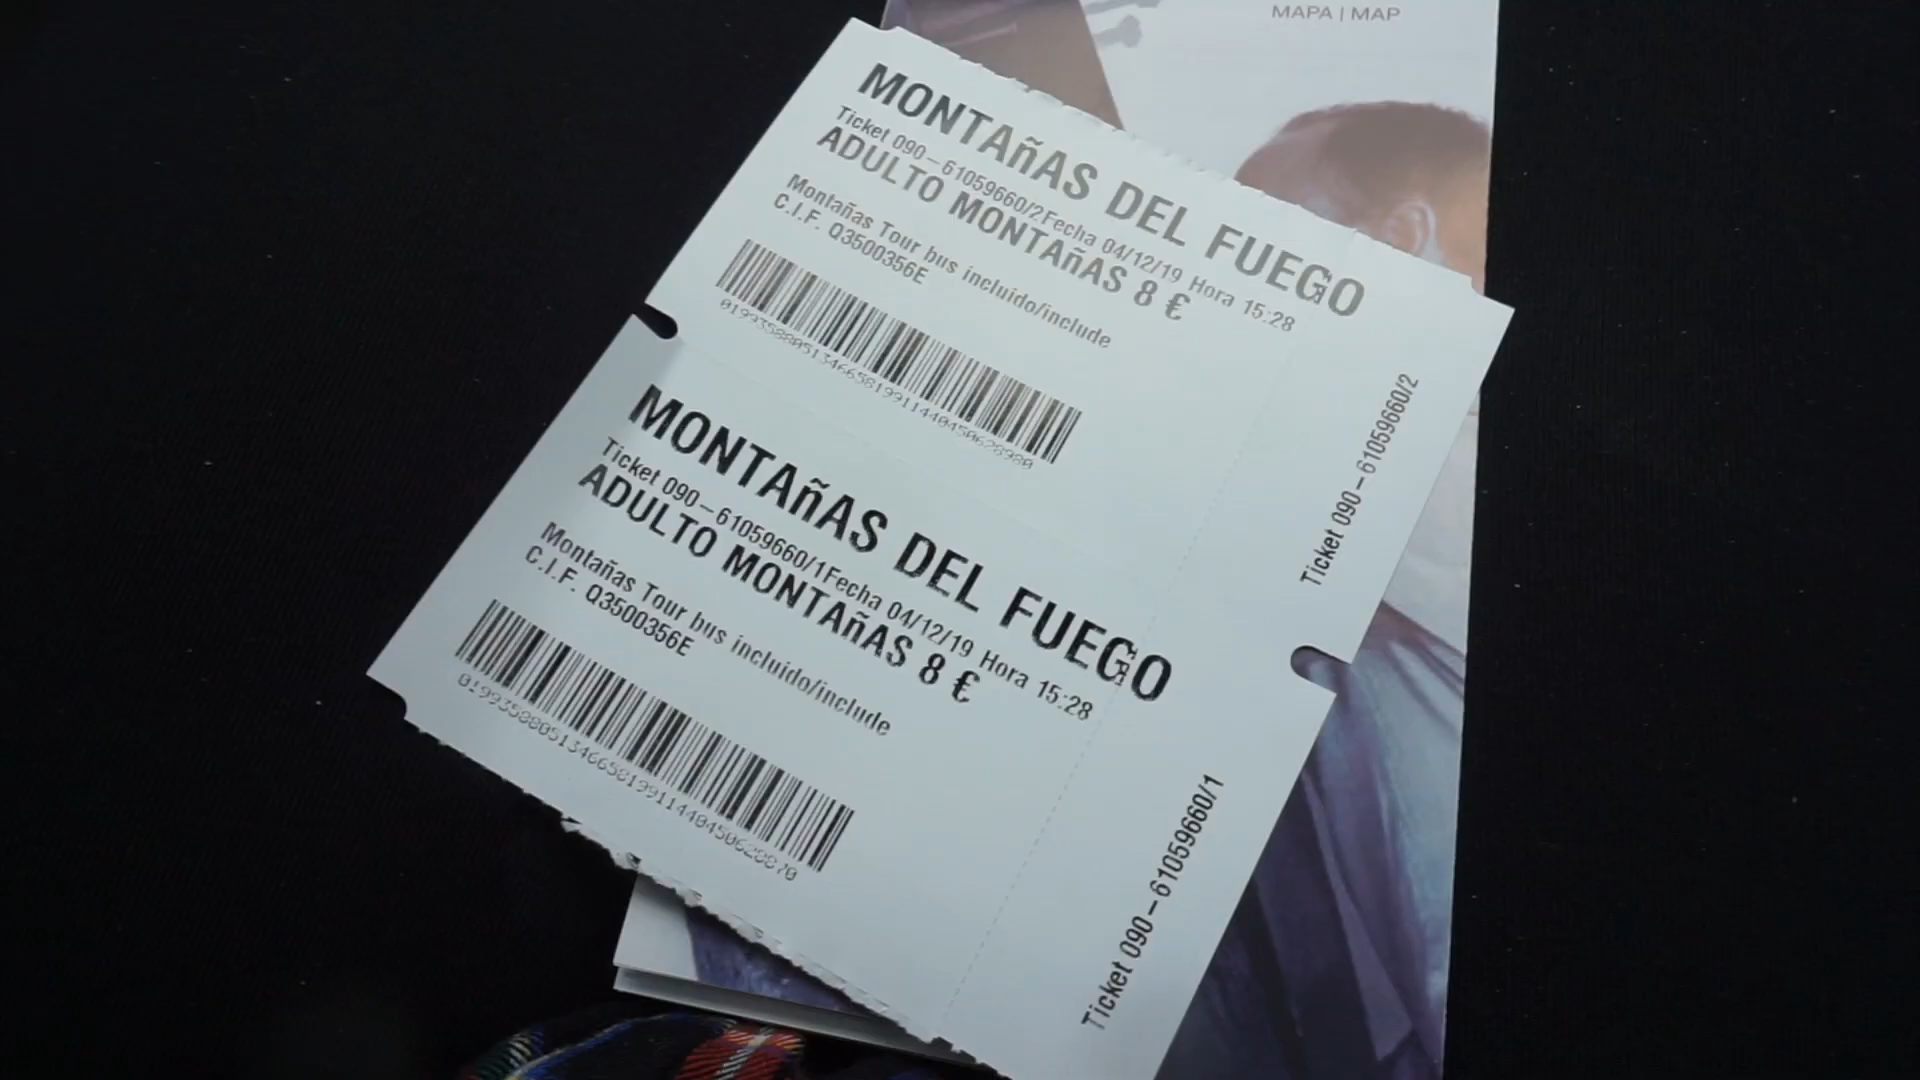 MAPA | MAP
MONTAñAS DEL FUEGO
Ticket 090-61059660/2Fecha 04/12/19 Hora 15:28
ADULTO MONTAñAS 8 €
Montañas Tour bus incluido/include
C.I.F. Q3500356E
Ticket 090-61059660/2
MONTAñAS DEL FUEGO
Ticket 090-61059660/1Fecha 04/12/19 Hora 15:28
ADULTO MONTAñAS 8 €
Montañas Tour bus incluido/include
C.I.F. Q3500356E
Ticket 090-61059660/1